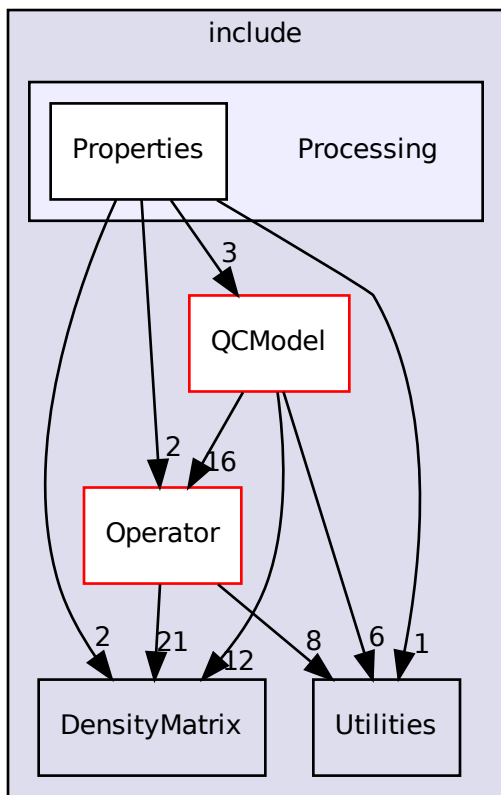 include
Properties
Processing
3
QCModel
2
16
Operator
2
21
12
8
6
1
DensityMatrix
Utilities